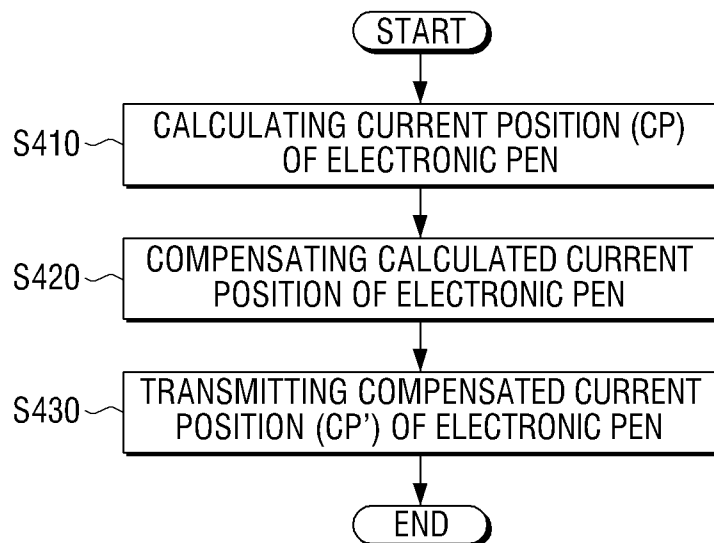 START
S410
CALCULATING CURRENT POSITION (CP)
OF ELECTRONIC PEN
S420
COMPENSATING CALCULATED CURRENT
POSITION OF ELECTRONIC PEN
S430
TRANSMITTING COMPENSATED CURRENT
POSITION (CP') OF ELECTRONIC PEN
END